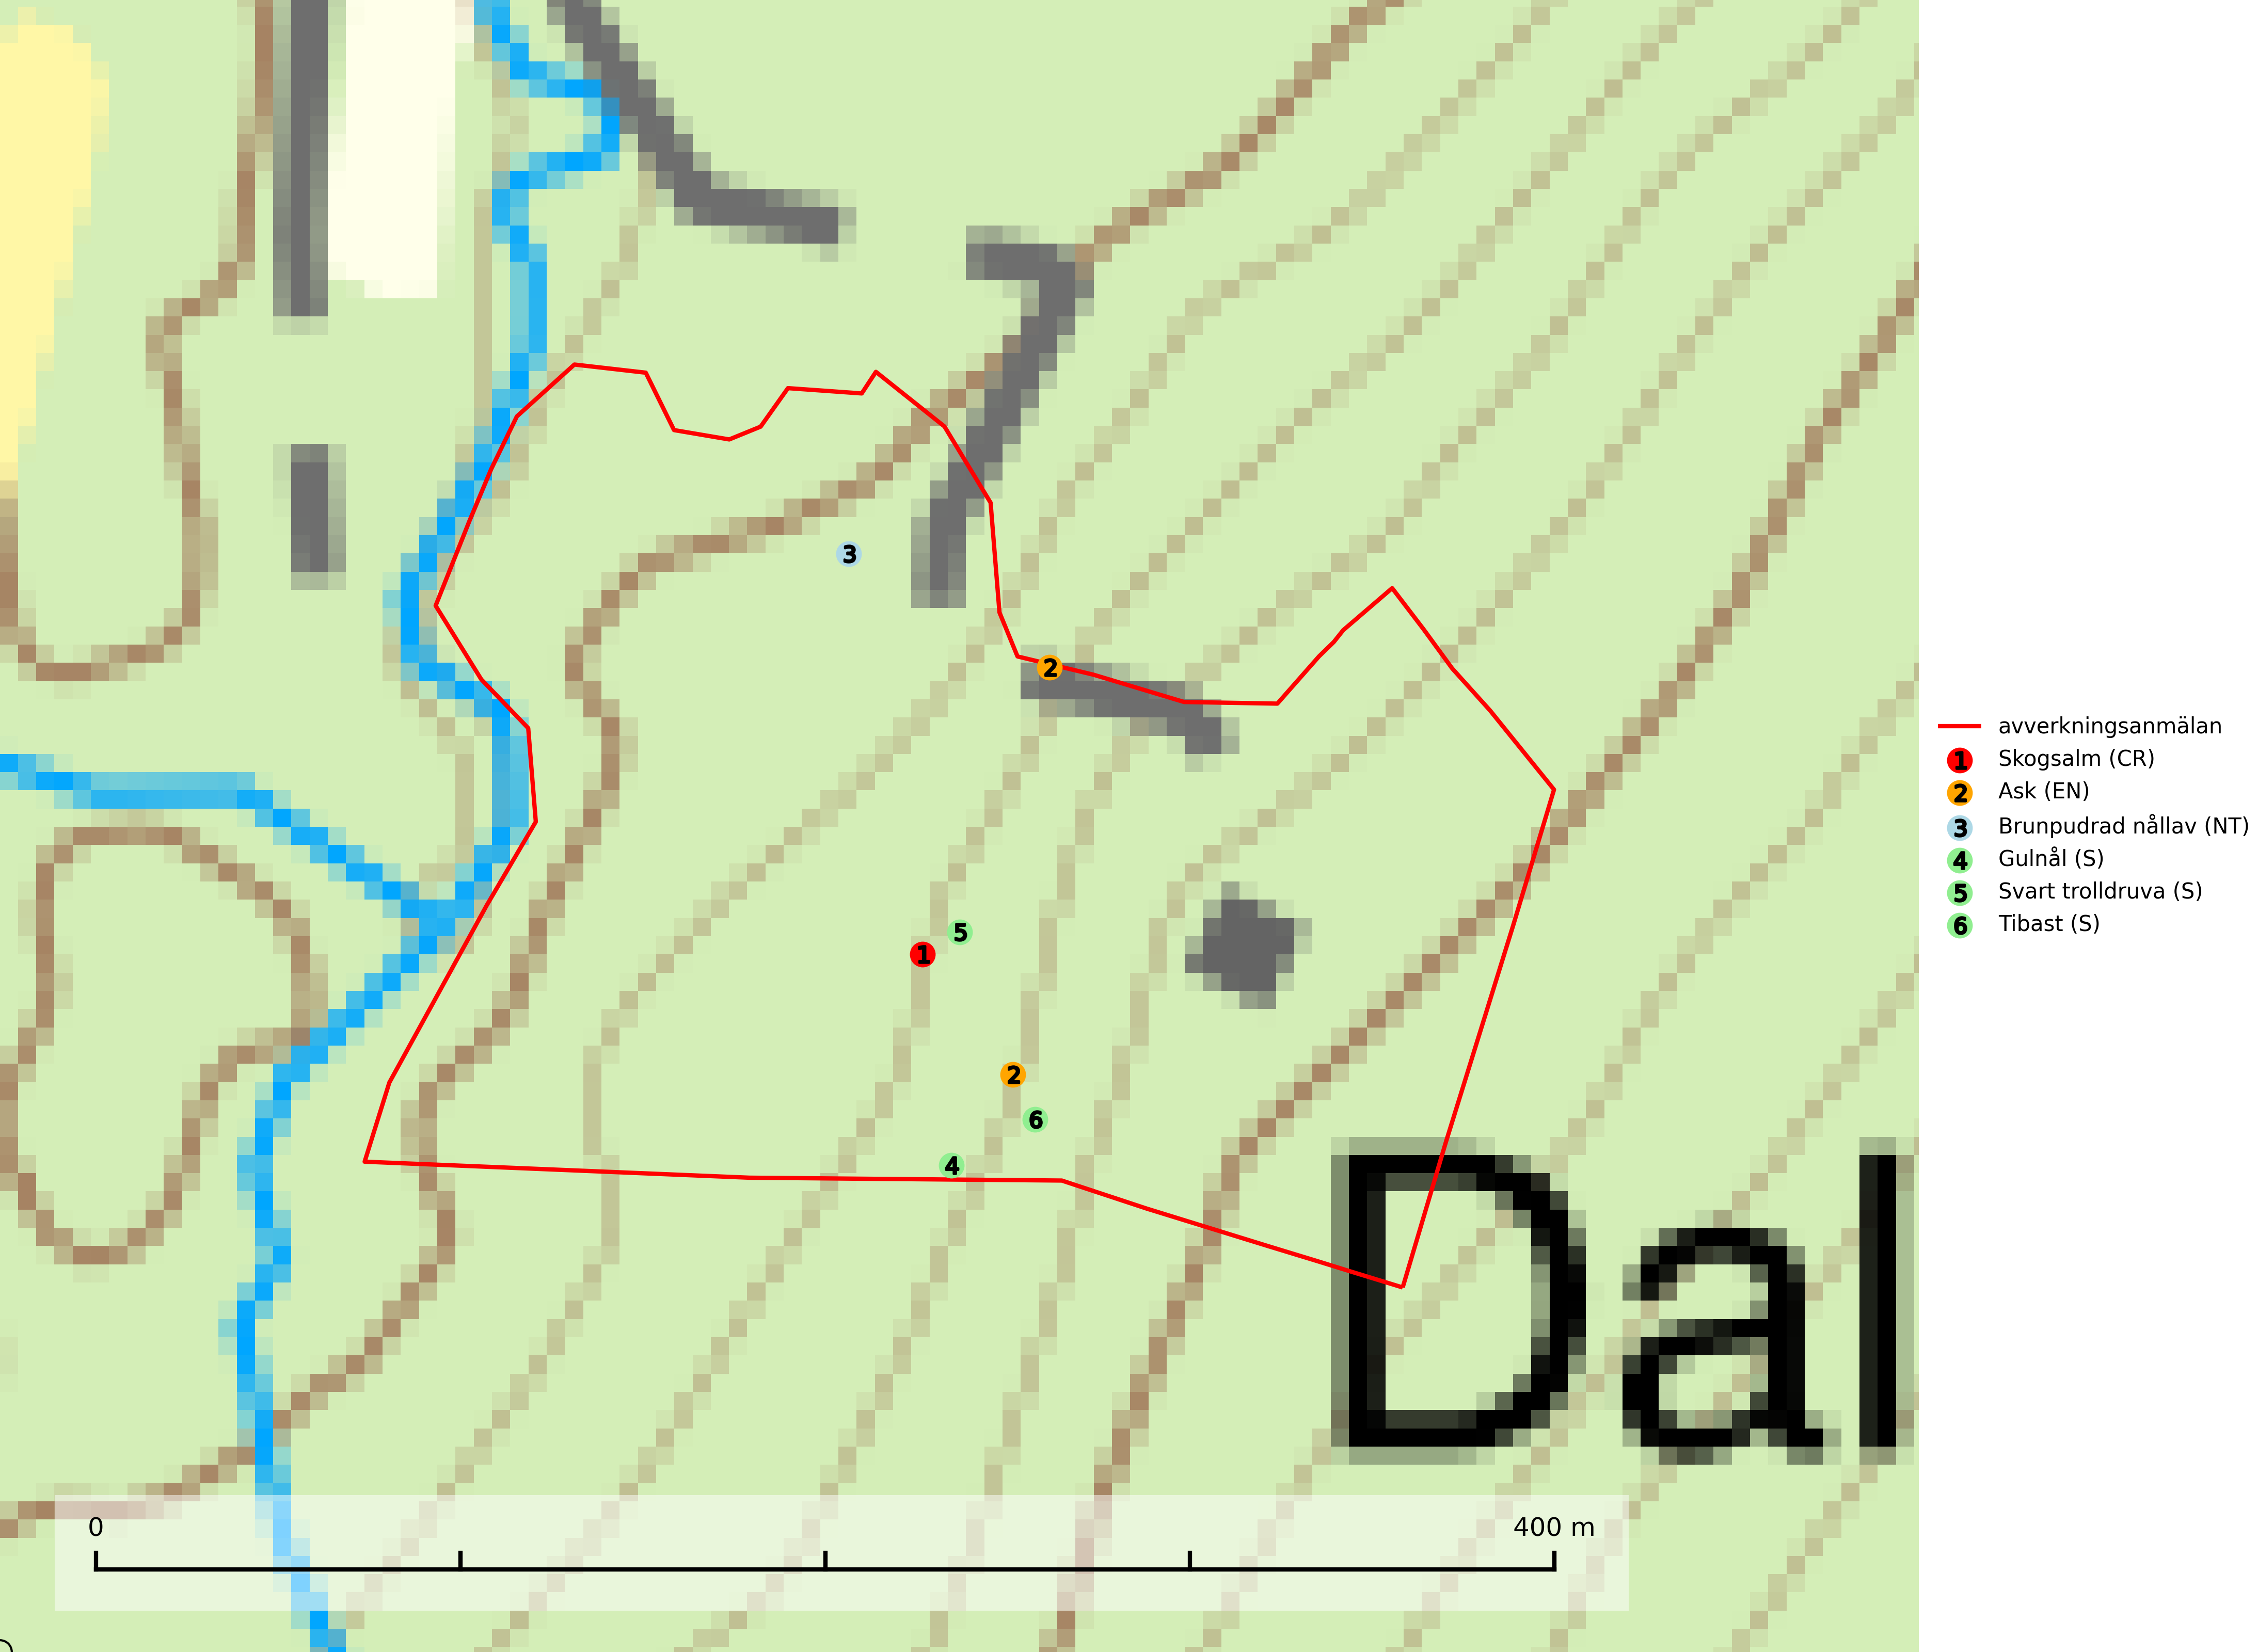 1
2
3
4
5
6
2
Dal
0
400 m
avverkningsanmälan
1 Skogsalm (CR)
2 Ask (EN)
3 Brunpudrad nållav (NT)
4 Gulnål (S)
5 Svart trolldruva (S)
6 Tibast (S)